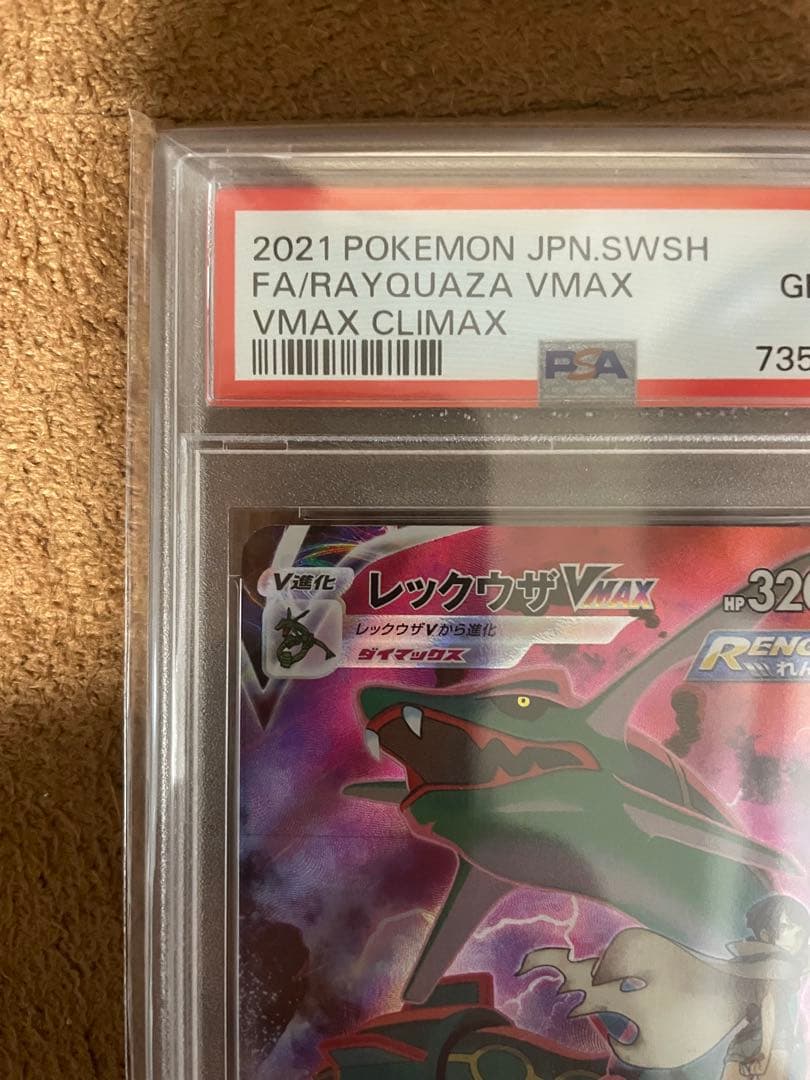 2021 POKEMON JPN.SWSH
FA/RAYQUAZA VMAX
VMAX CLIMAX
735
PSA
V進化
レックウザVMAX
HP 320
レックウザVから進化
ダイマックス